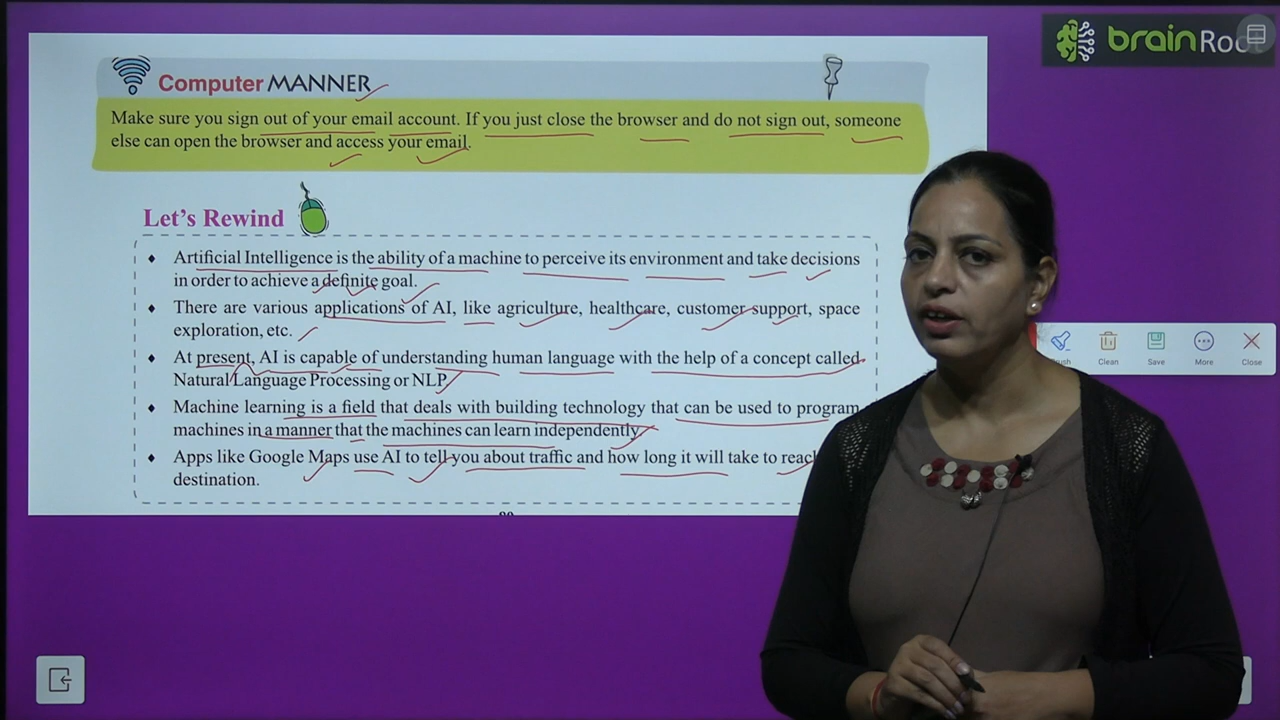 brainRoo
Computer MANNER
Make sure you sign out of your email account. If you just close the browser and do not sign out, someone
else can open the browser and access your email.
Let's Rewind
♦ Artificial Intelligence is the ability of a machine to perceive its environment and take decisions
in order to achieve a definite goal.
♦ There are various applications of AI, like agriculture, healthcare, customer support, space
exploration, etc.
♦ At present, AI is capable of understanding human language with the help of a concept called
Natural Language Processing or NLP
♦ Machine learning is a field that deals with building technology that can be used to program
machines in a manner that the machines can learn independently
♦ Apps like Google Maps use AI to tell you about traffic and how long it will take to reach
destination.
Clean Save More Close